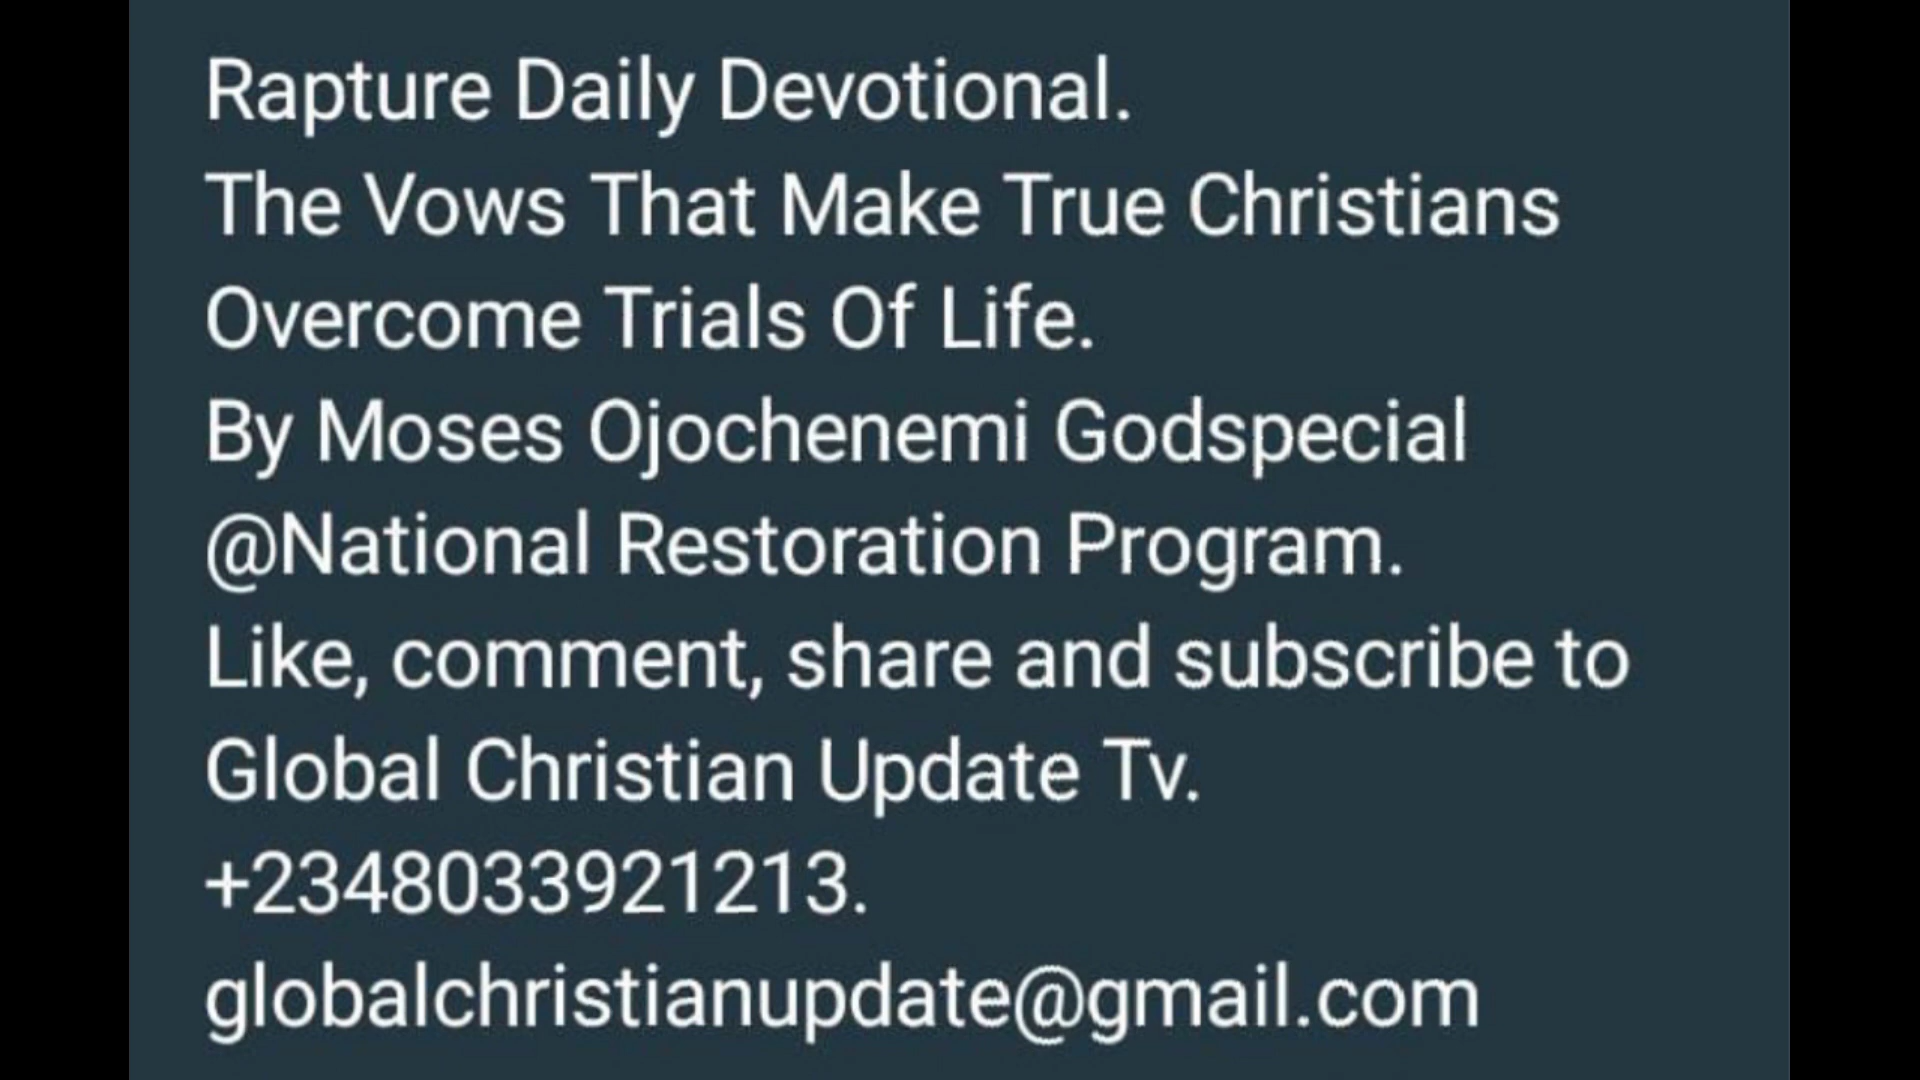 Rapture Daily Devotional.
The Vows That Make True Christians
Overcome Trials Of Life.
By Moses Ojochenemi Godspecial
@National Restoration Program.
Like, comment, share and subscribe to
Global Christian Update Tv.
+2348033921213.
globalchristianupdate@gmail.com